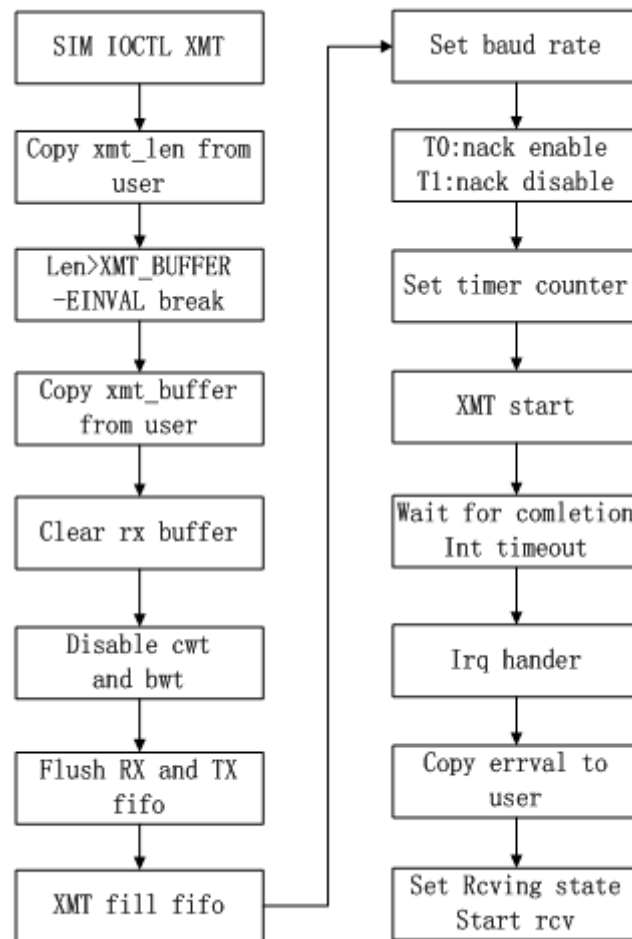 SIM IOCTL XMT
Copy xmt_len from
user
Len>XMT_BUFFER
-EINVAL break
Copy xmt_buffer
from user
Clear rx buffer
Disable cwt
and bwt
Flush RX and TX
fifo
XMT fill fifo
Set baud rate
T0:nack enable
T1:nack disable
Set timer counter
XMT start
Wait for comletion
Int timeout
Irq hander
Copy errval to
user
Set Rcving state
Start rcv